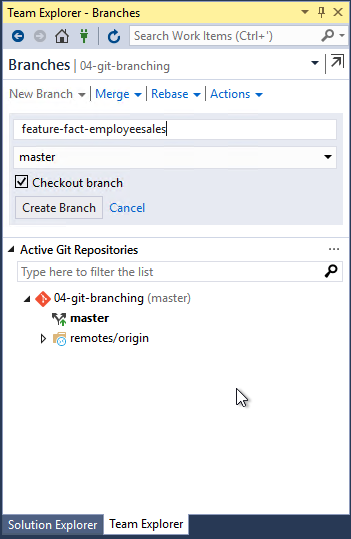 Team Explorer - Branches
Search Work Items (Ctrl+')
Branches | 04-git-branching
New Branch | Merge | Rebase | Actions
feature-fact-employeesales
master
Checkout branch
Create Branch Cancel
Active Git Repositories
Type here to filter the list
04-git-branching (master)
master
remotes/origin
Solution Explorer Team Explorer